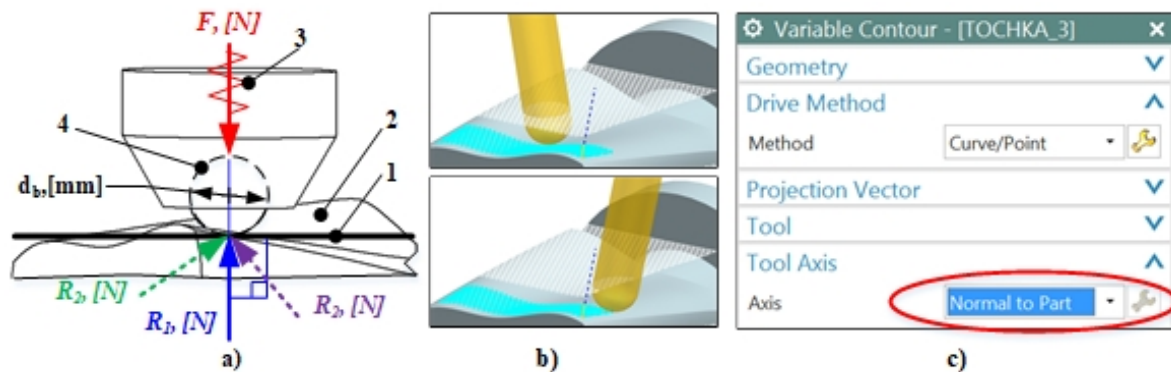 F, [N]
3
4
2
1
d_b,[mm]
R_2, [N]
R_1, [N]
R_2, [N]
a)
b)
Variable Contour - [TOCHKA_3]
Geometry
Drive Method
Method Curve/Point
Projection Vector
Tool
Tool Axis
Axis Normal to Part
c)